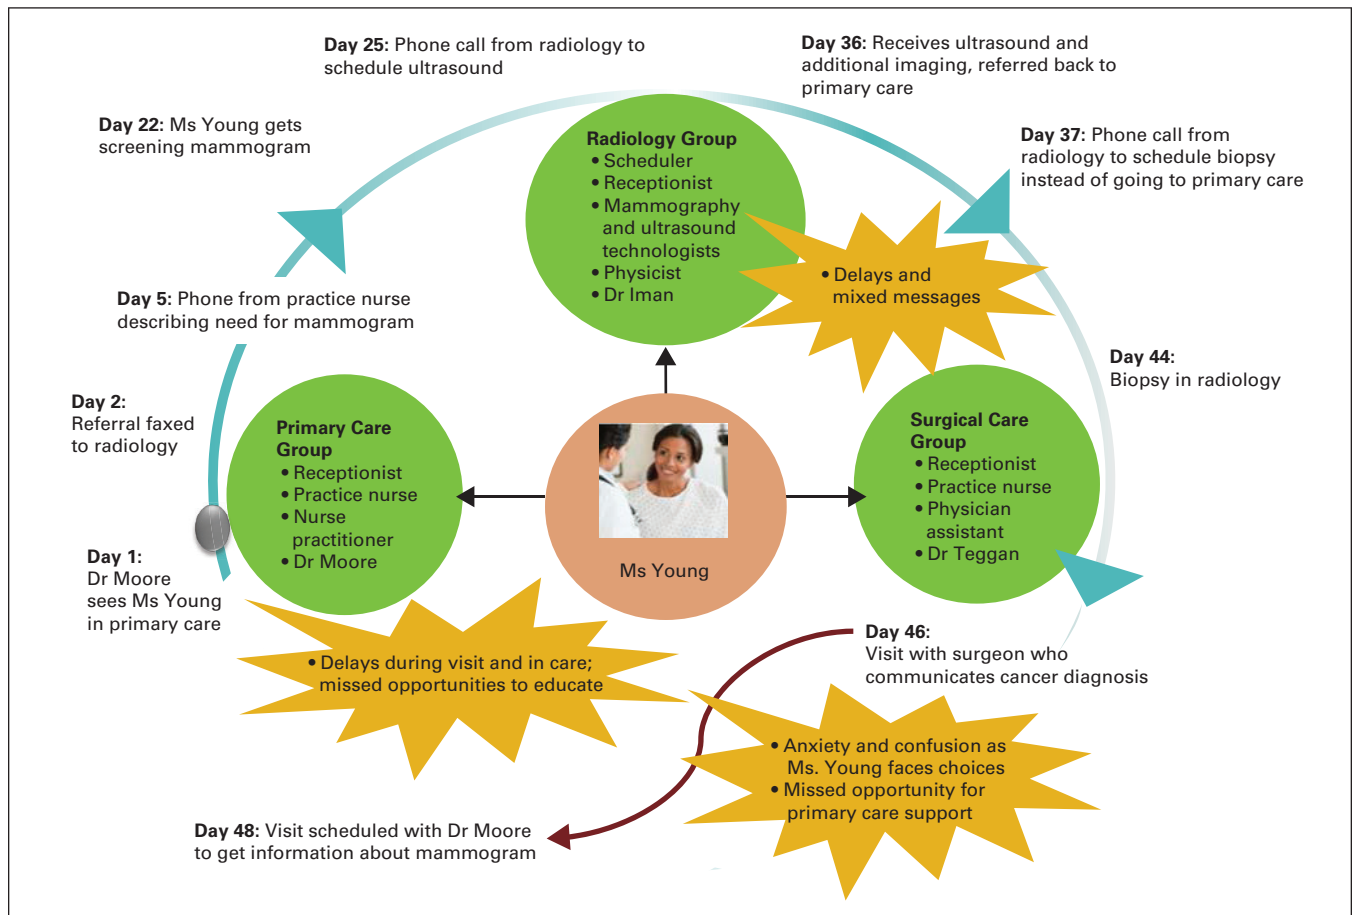 Day 25: Phone call from radiology to
schedule ultrasound
Day 36: Receives ultrasound and
additional imaging, referred back to
primary care
Day 22: Ms Young gets
screening mammogram
Day 37: Phone call from
radiology to schedule biopsy
instead of going to primary care
Radiology Group
• Scheduler
• Receptionist
• Mammography
and ultrasound
technologists
• Physicist
• Dr Iman
• Delays and
mixed messages
Day 5: Phone from practice nurse
describing need for mammogram
Day 44:
Biopsy in radiology
Day 2:
Referral faxed
to radiology
Primary Care
Group
• Receptionist
• Practice nurse
• Nurse
practitioner
• Dr Moore
Ms Young
Surgical Care
Group
• Receptionist
• Practice nurse
• Physician
assistant
• Dr Teggan
Day 1:
Dr Moore
sees Ms Young
in primary care
• Delays during visit and in care;
missed opportunities to educate
Day 46:
Visit with surgeon who
communicates cancer diagnosis
• Anxiety and confusion as
Ms. Young faces choices
• Missed opportunity for
primary care support
Day 48: Visit scheduled with Dr Moore
to get information about mammogram